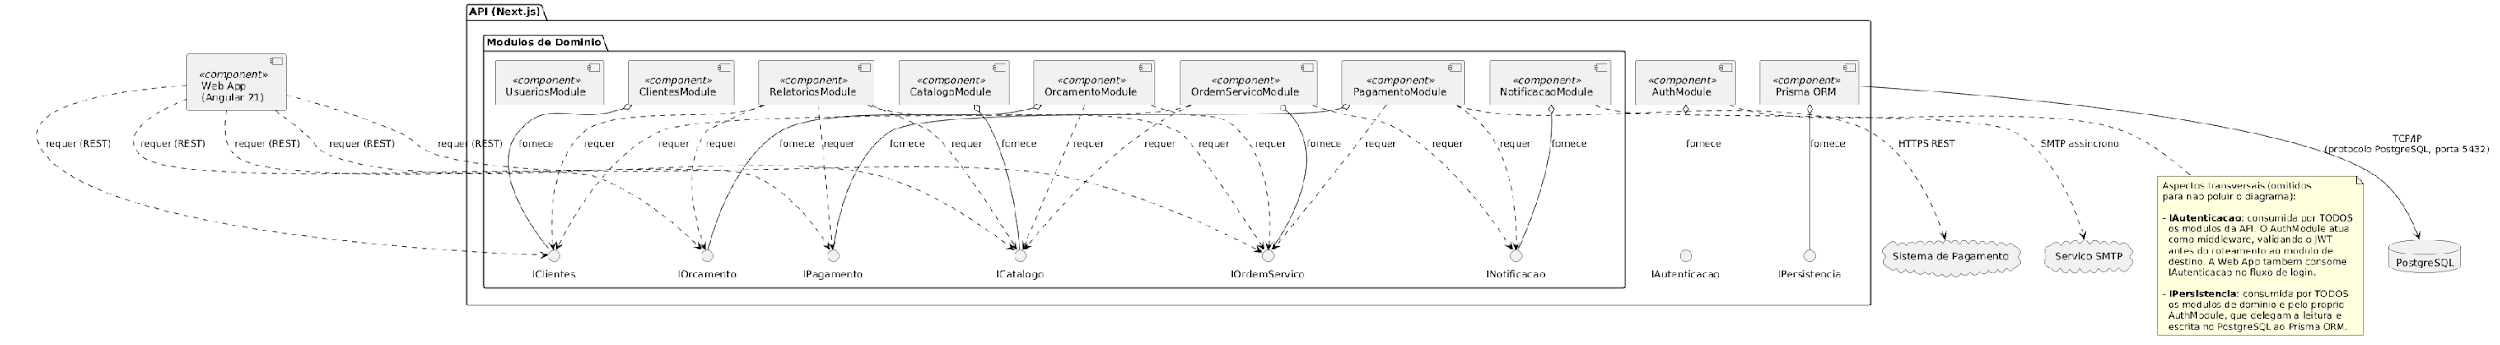 API (Next.js)
Modulos de Dominio
«component»
Web App
(Angular 21)
«component»
UsuariosModule
«component»
ClientesModule
«component»
RelatoriosModule
«component»
CatalogoModule
«component»
OrcamentoModule
«component»
OrdemServicoModule
«component»
PagamentoModule
«component»
NotificacaoModule
«component»
AuthModule
«component»
Prisma ORM
requer (REST)
requer (REST)
requer (REST)
requer (REST)
requer (REST)
fornece
requer
requer
requer
fornece
requer
fornece
requer
fornece
requer
requer
requer
requer
fornece
requer
requer
requer
fornece
fornece
fornece
HTTPS REST
SMTP assincrono
TCP/IP
(protocolo PostgreSQL, porta 5432)
IClientes
IOrcamento
IPagamento
ICatalogo
IOrdemServico
INotificacao
IAutenticacao
IPersistencia
Sistema de Pagamento
Servico SMTP
Aspectos transversais (omitidos
para nao poluir o diagrama):
- IAutenticacao: consumida por TODOS
os modulos da API. O AuthModule atua
como middleware, validando o JWT
antes do roteamento ao modulo de
destino. A Web App tambem consome
IAutenticacao no fluxo de login.
- IPersistencia: consumida por TODOS
os modulos de dominio e pelo proprio
AuthModule, que delegam a leitura e
escrita no PostgreSQL ao Prisma ORM.
PostgreSQL